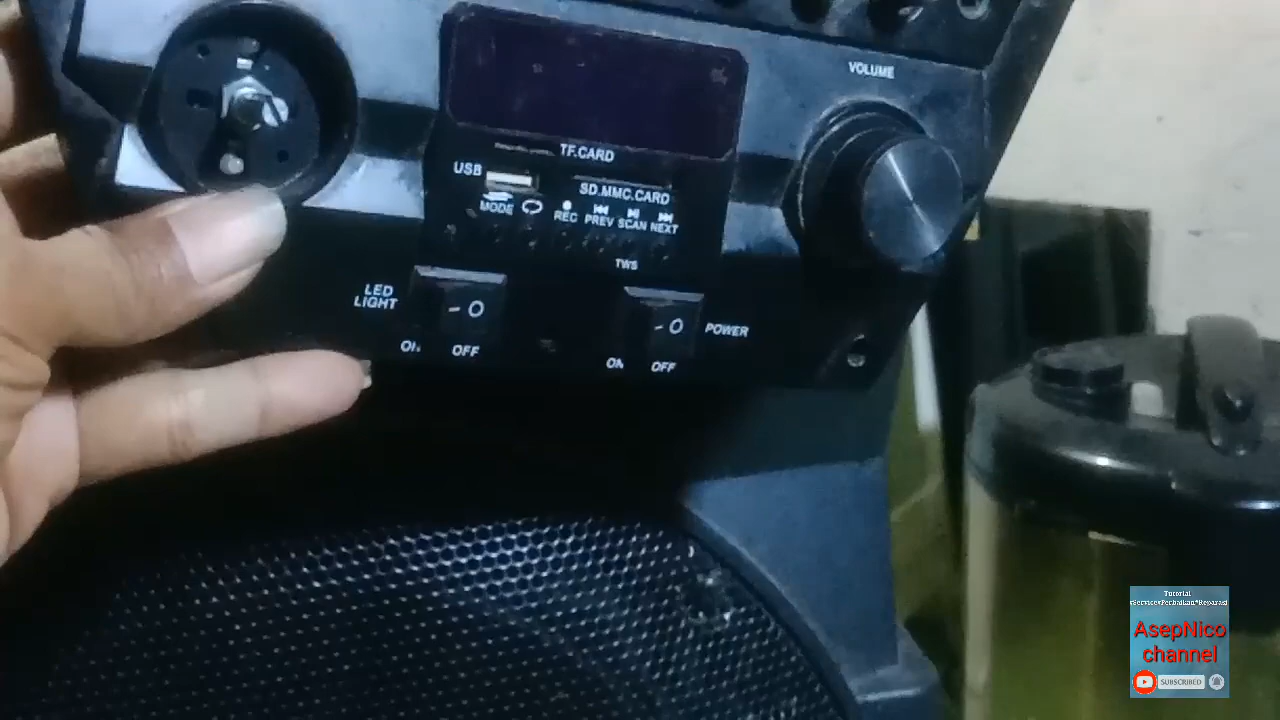 VOLUME
TF.CARD
USB
SD.MMC.CARD
MODE
REC
PREV
SCAN
NEXT
TWS
LED
LIGHT
- O
- O
POWER
OFF
OFF
Tutorial
AsepNico
channel
SUBSCRIBED